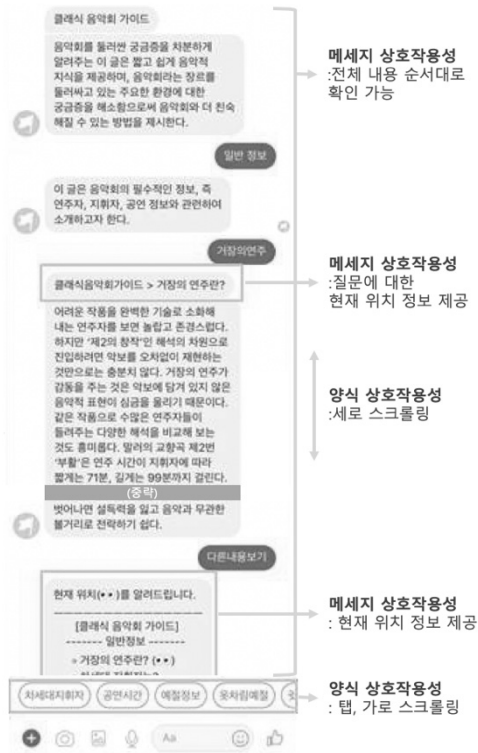 클래식 음악회 가이드
음악회를 둘러싼 궁금증을 차분하게
알려주는 이 글은 짧고 쉽게 음악적
지식을 제공하며, 음악회라는 장르를
둘러싸고 있는 주요한 환경에 대한
궁금증을 해소함으로써 음악회와 더 친숙
해질 수 있는 방법을 제시한다.
일반 정보
이 글은 음악회의 필수적인 정보, 즉
연주자, 지휘자, 공연 정보와 관련하여
소개하고자 한다.
거장의연주
클래식음악회가이드 > 거장의 연주란?
어려운 작품을 완벽한 기술로 소화해
내는 연주자를 보면 놀랍고 존경스럽다.
하지만 '제2의 창작'인 해석의 차원으로
진입하려면 악보를 오차없이 재현하는
것만으로는 충분치 않다. 거장의 연주가
감동을 주는 것은 악보에 담겨 있지 않은
음악적 표현이 심금을 울리기 때문이다.
같은 작품으로 수많은 연주자들이
들려주는 다양한 해석을 비교해 보는
것도 흥미롭다. 말러의 교향곡 제2번
'부활'은 연주 시간이 지휘자에 따라
짧게는 71분, 길게는 99분까지 걸린다.
(중략)
벗어나면 설득력을 잃고 음악과 무관한
볼거리로 전락하기 쉽다.
다른내용보기
현재 위치(••)를 알려드립니다.
[클래식 음악회 가이드]
------- 일반정보 -------
» 거장의 연주란? (••)
차세대지휘자
공연시간
예절정보
옷차림예절
Aa
메세지 상호작용성
:전체 내용 순서대로
확인 가능
메세지 상호작용성
:질문에 대한
현재 위치 정보 제공
양식 상호작용성
:세로 스크롤링
메세지 상호작용성
: 현재 위치 정보 제공
양식 상호작용성
: 탭, 가로 스크롤링